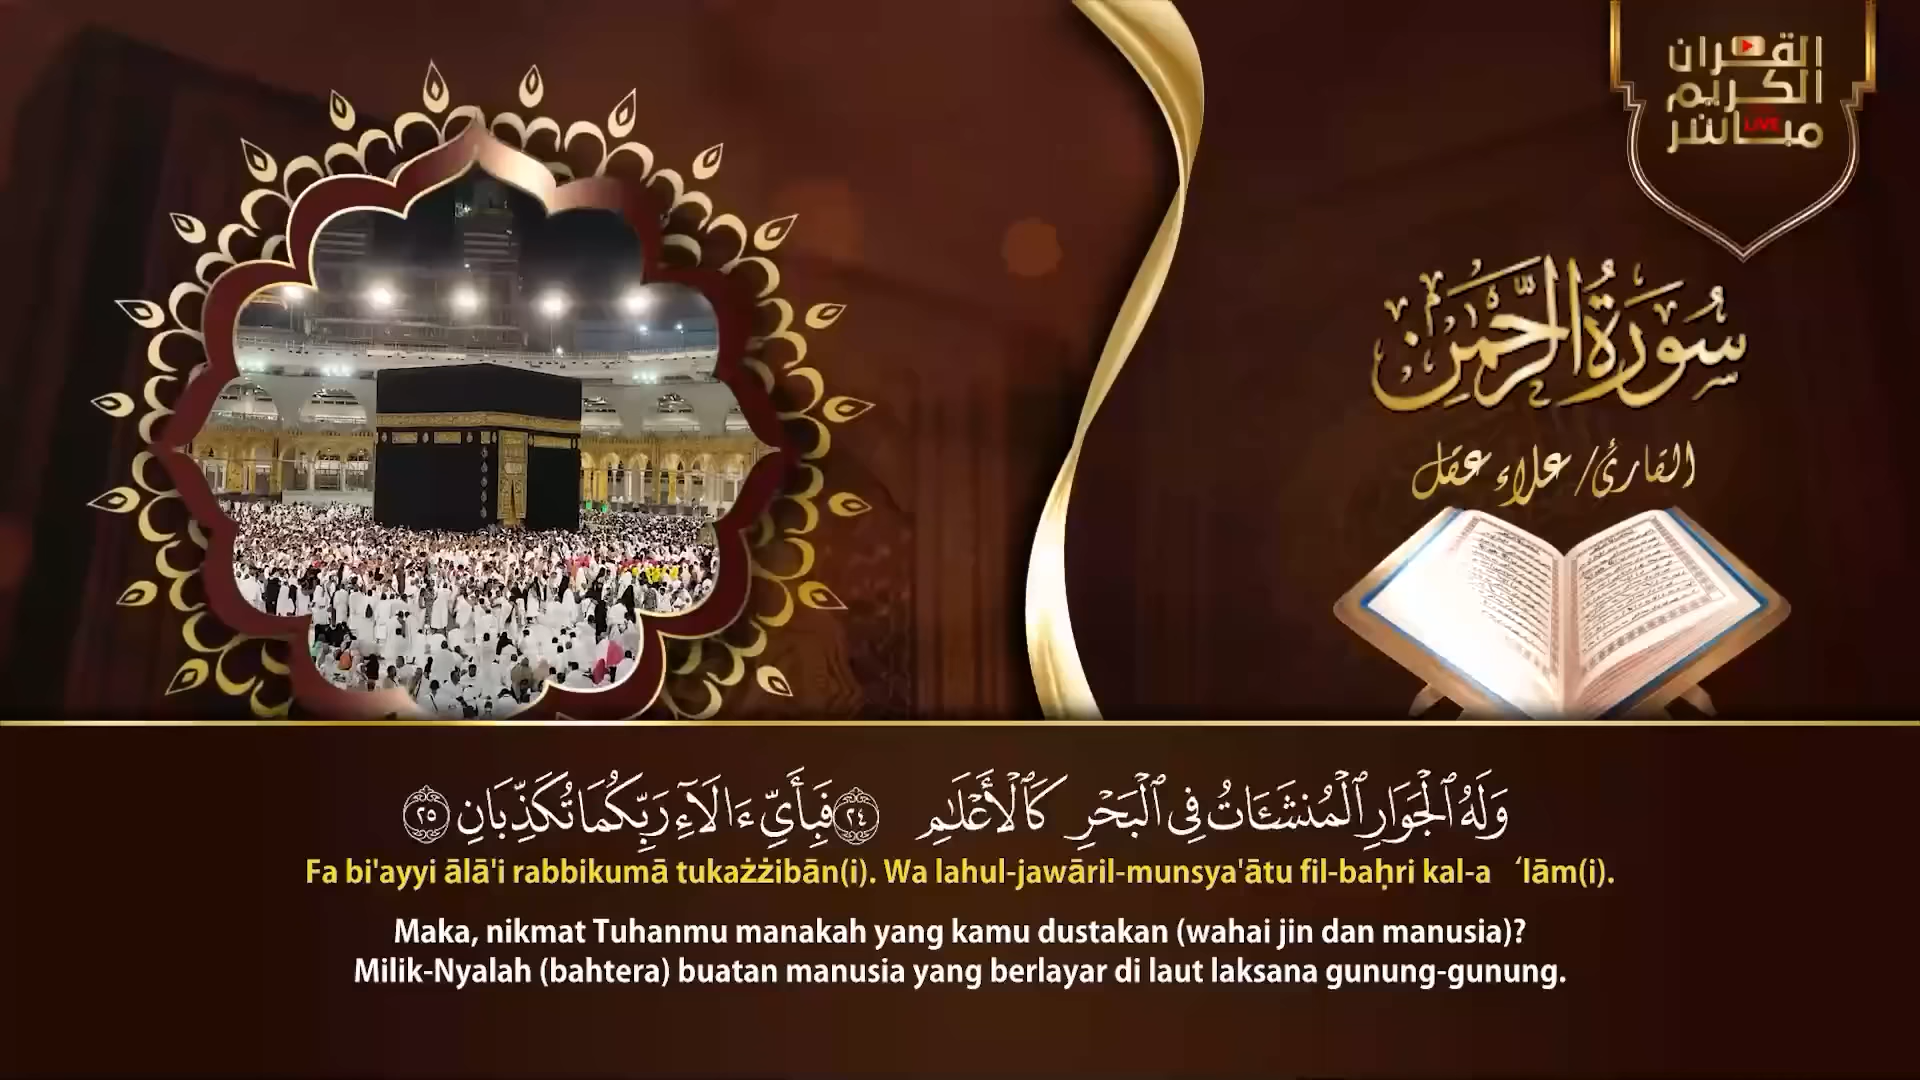 القرآن
الكريم
مباشر
LIVE
سُورَةُ الرَّحْمَٰن
القارئ/ علاء عقل
وَلَهُ ٱلْجَوَارِ ٱلْمُنشَـَٔاتُ فِى ٱلْبَحْرِ كَٱلْأَعْلَـٰمِ ٢٤ فَبِأَىِّ ءَالَآءِ رَبِّكُمَا تُكَذِّبَانِ ٢٥
Fa bi'ayyi ālā'i rabbikumā tukażżibān(i). Wa lahul-jawāril-munsya'ātu fil-baḥri kal-a ‘lām(i).
Maka, nikmat Tuhanmu manakah yang kamu dustakan (wahai jin dan manusia)?
Milik-Nyalah (bahtera) buatan manusia yang berlayar di laut laksana gunung-gunung.